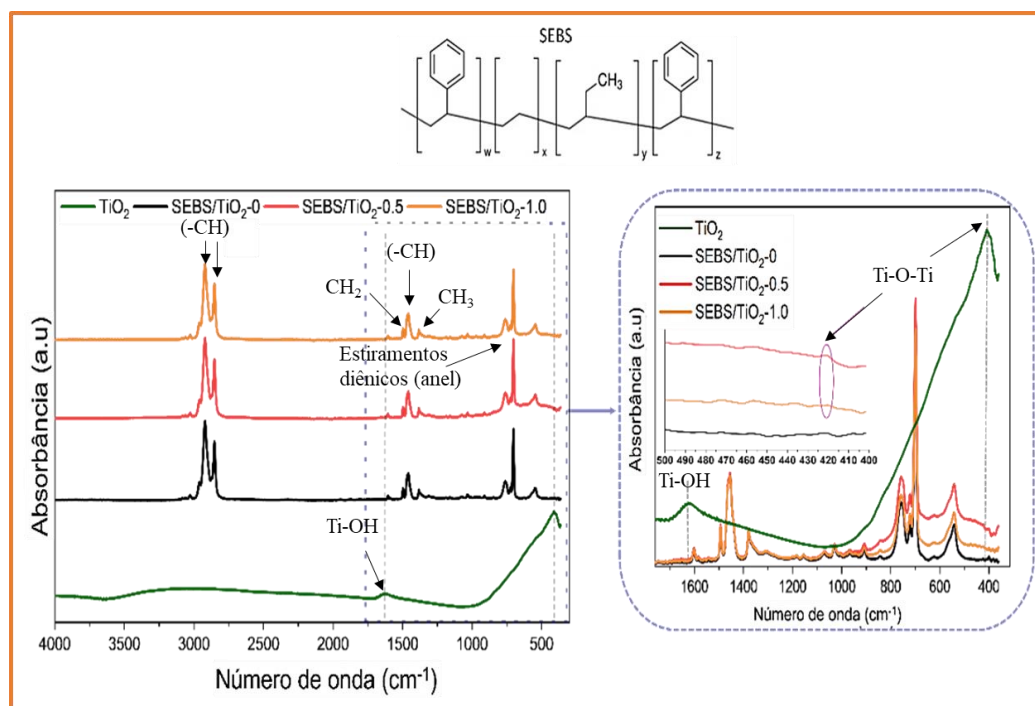 SEBS
CH3
w
x
y
z
TiO2 SEBS/TiO2-0 SEBS/TiO2-0.5 SEBS/TiO2-1.0
(-CH)
(-CH)
CH2
CH3
Estiramentos
diênicos (anel)
Ti-OH
Absorbância (a.u)
4000 3500 3000 2500 2000 1500 1000 500
Número de onda (cm-1)
TiO2
SEBS/TiO2-0
SEBS/TiO2-0.5
SEBS/TiO2-1.0
Ti-O-Ti
500 490 480 470 460 450 440 430 420 410 400
Ti-OH
Absorbância (a.u)
1600 1400 1200 1000 800 600 400
Número de onda (cm-1)